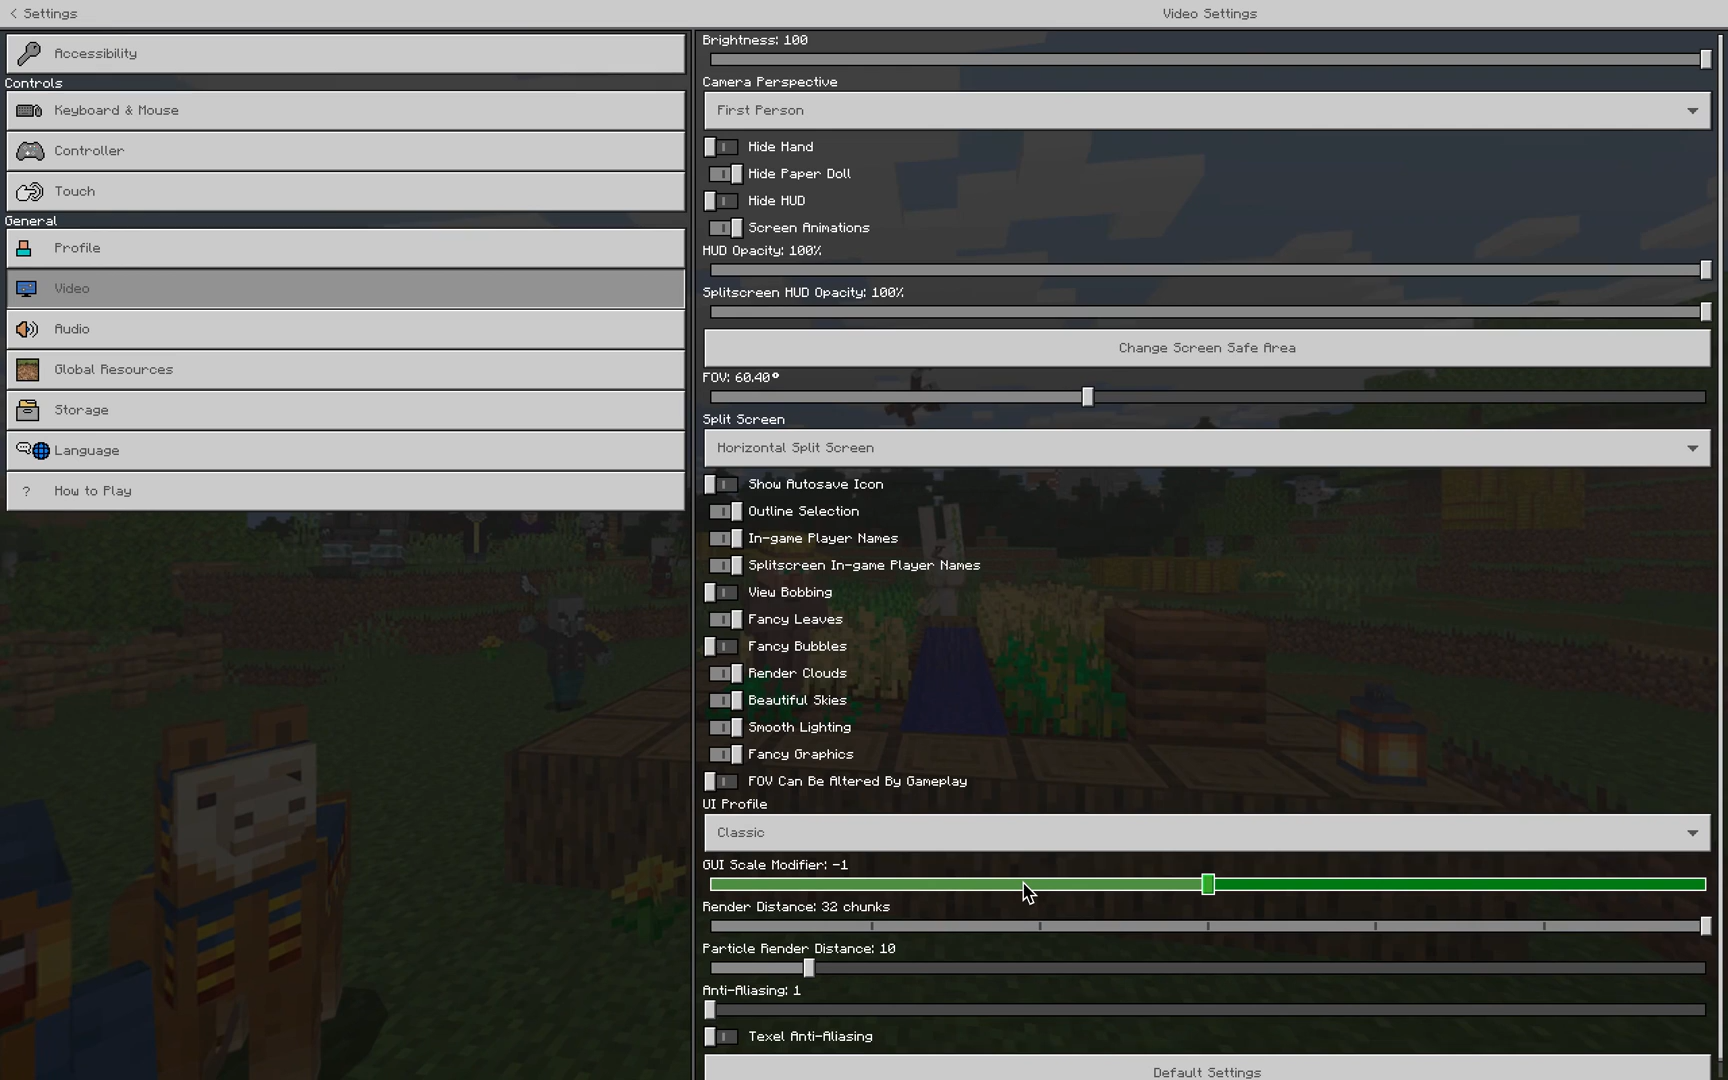 < Settings
Video Settings
Accessibility
Controls
Keyboard & Mouse
Controller
Touch
General
Profile
Video
Audio
Global Resources
Storage
Language
? How to Play
Brightness: 100
Camera Perspective
First Person
Hide Hand
Hide Paper Doll
Hide HUD
Screen Animations
HUD Opacity: 100%
Splitscreen HUD Opacity: 100%
Change Screen Safe Area
FOV: 60.40°
Split Screen
Horizontal Split Screen
Show Autosave Icon
Outline Selection
In-game Player Names
Splitscreen In-game Player Names
View Bobbing
Fancy Leaves
Fancy Bubbles
Render Clouds
Beautiful Skies
Smooth Lighting
Fancy Graphics
FOV Can Be Altered By Gameplay
UI Profile
Classic
GUI Scale Modifier: -1
Render Distance: 32 chunks
Particle Render Distance: 10
Anti-Aliasing: 1
Texel Anti-Aliasing
Default Settings